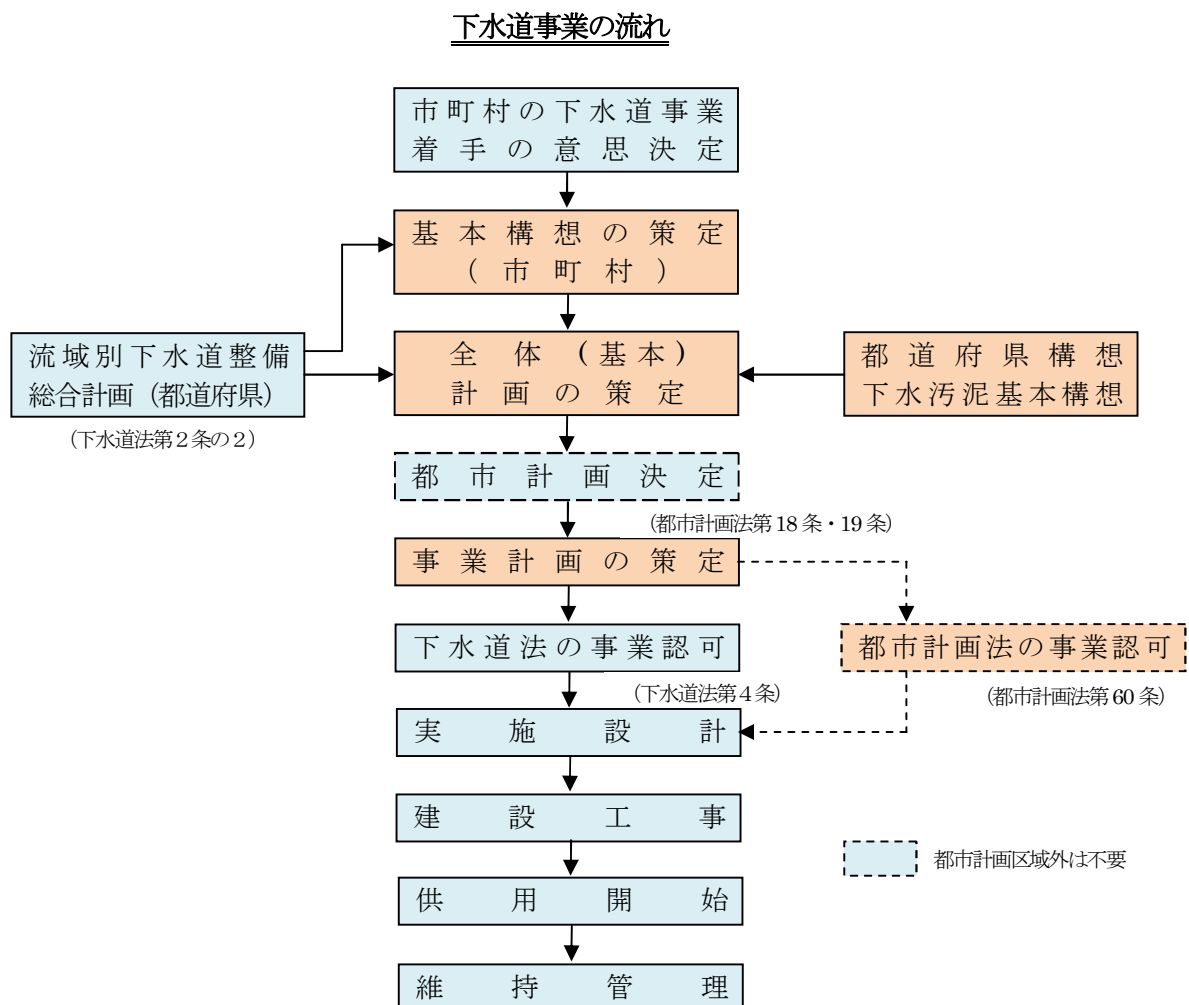 下水道事業の流れ
市町村の下水道事業
着手の意思決定
基本構想の策定
(市町村)
流域別下水道整備
総合計画(都道府県)
(下水道法第2条の2)
全体(基本)
計画の策定
都道府県構想
下水汚泥基本構想
都市計画決定
(都市計画法第18条・19条)
事業計画の策定
下水道法の事業認可
(下水道法第4条)
都市計画法の事業認可
(都市計画法第60条)
実施設計
建設工事
都市計画区域外は不要
供用開始
維持管理